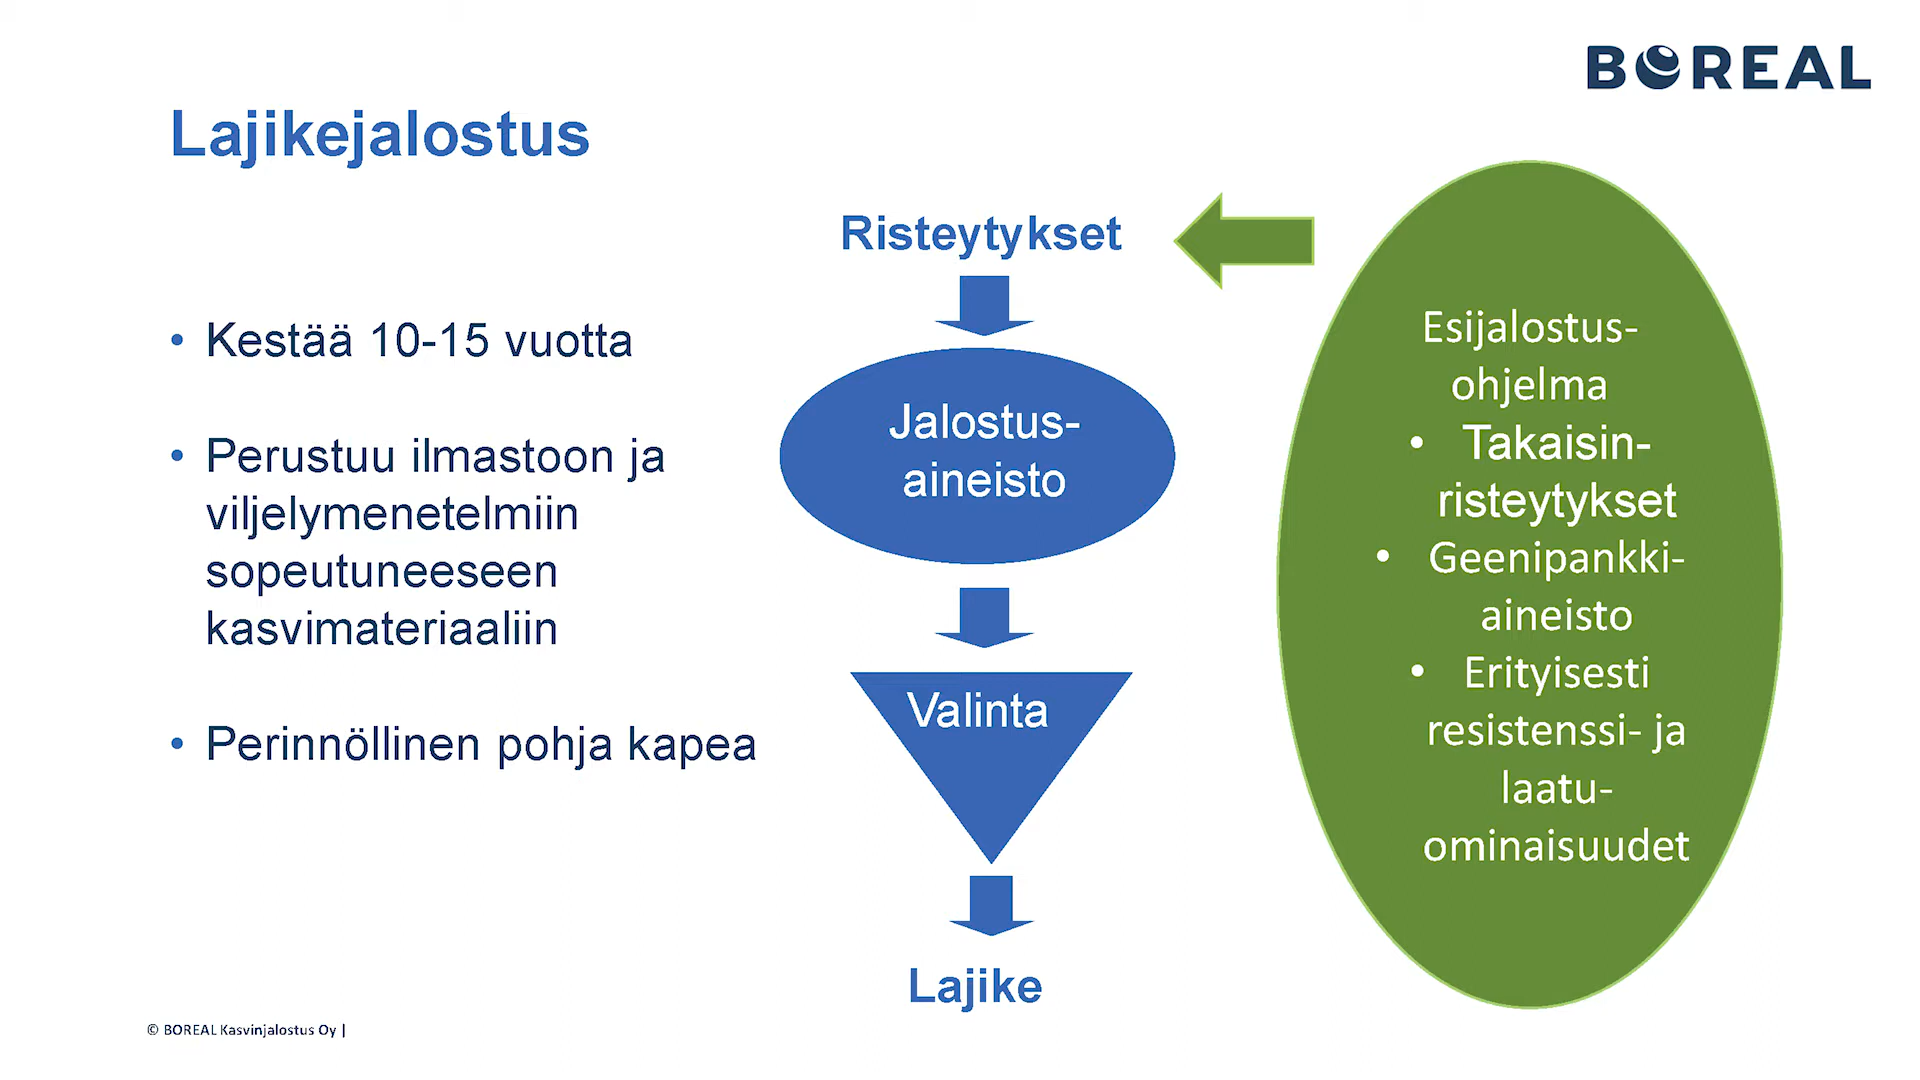 BOREAL
Lajikejalostus
• Kestää 10-15 vuotta
• Perustuu ilmastoon ja
viljelymenetelmiin
sopeutuneeseen
kasvimateriaaliin
• Perinnöllinen pohja kapea
Risteytykset
Jalostus-
aineisto
Valinta
Lajike
Esijalostus-
ohjelma
• Takaisin-
risteytykset
• Geenipankki-
aineisto
• Erityisesti
resistenssi- ja
laatu-
ominaisuudet
© BOREAL Kasvinjalostus Oy |